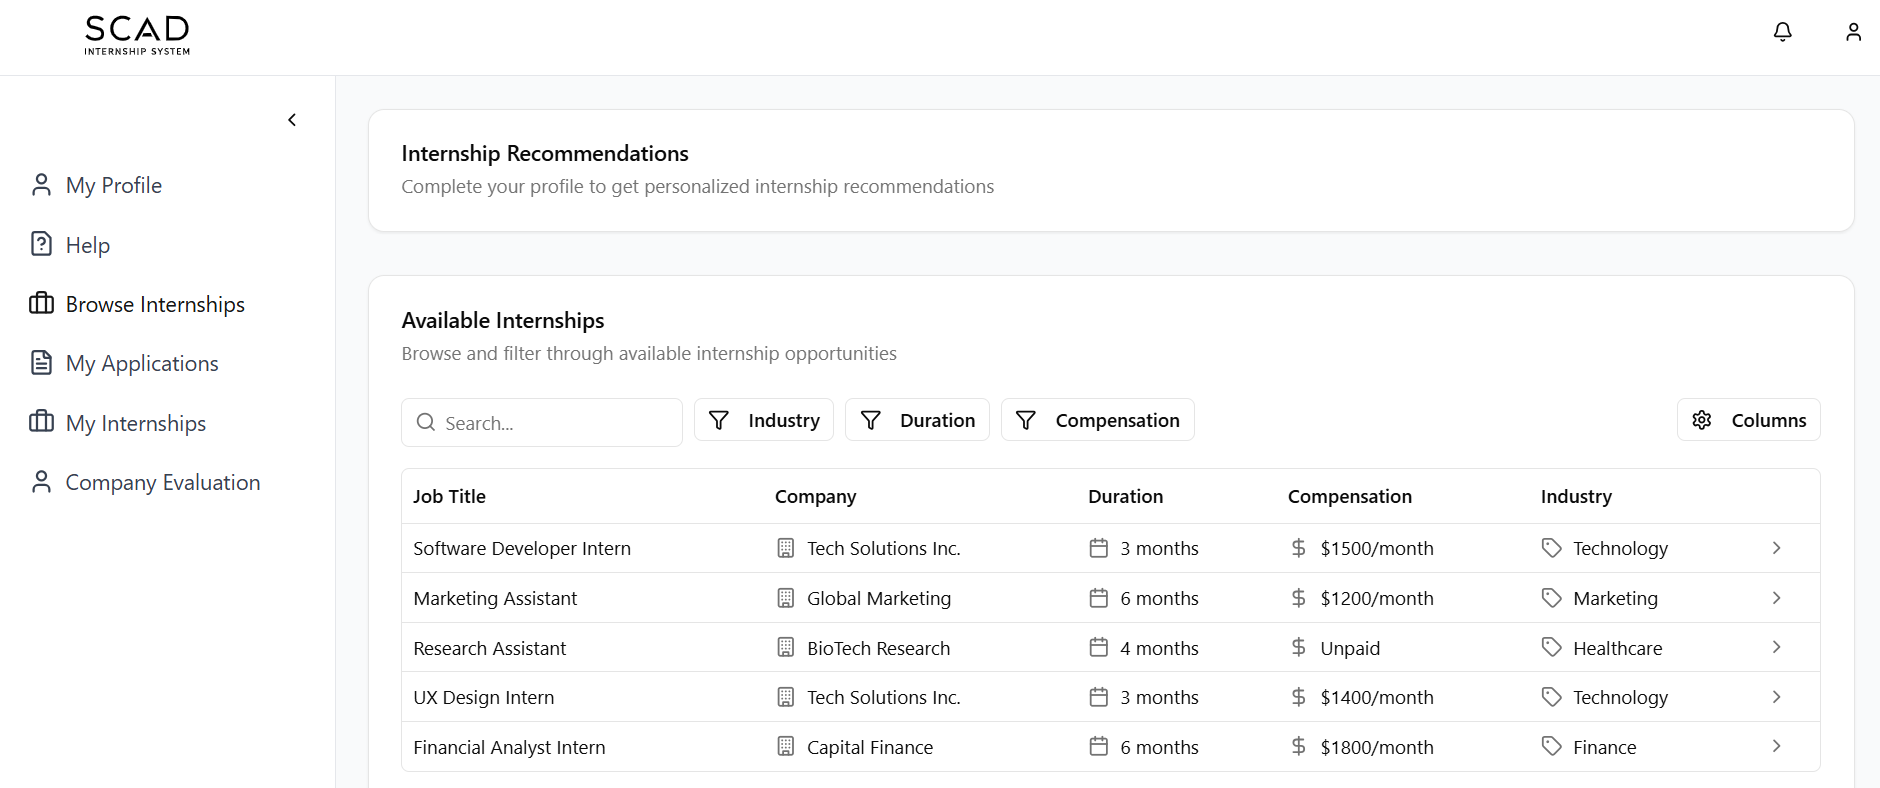 SCAD
INTERNSHIP SYSTEM
My Profile
Help
Browse Internships
My Applications
My Internships
Company Evaluation
Internship Recommendations
Complete your profile to get personalized internship recommendations
Available Internships
Browse and filter through available internship opportunities
Search... Industry Duration Compensation Columns
Job Title Company Duration Compensation Industry
Software Developer Intern Tech Solutions Inc. 3 months $1500/month Technology
Marketing Assistant Global Marketing 6 months $1200/month Marketing
Research Assistant BioTech Research 4 months Unpaid Healthcare
UX Design Intern Tech Solutions Inc. 3 months $1400/month Technology
Financial Analyst Intern Capital Finance 6 months $1800/month Finance